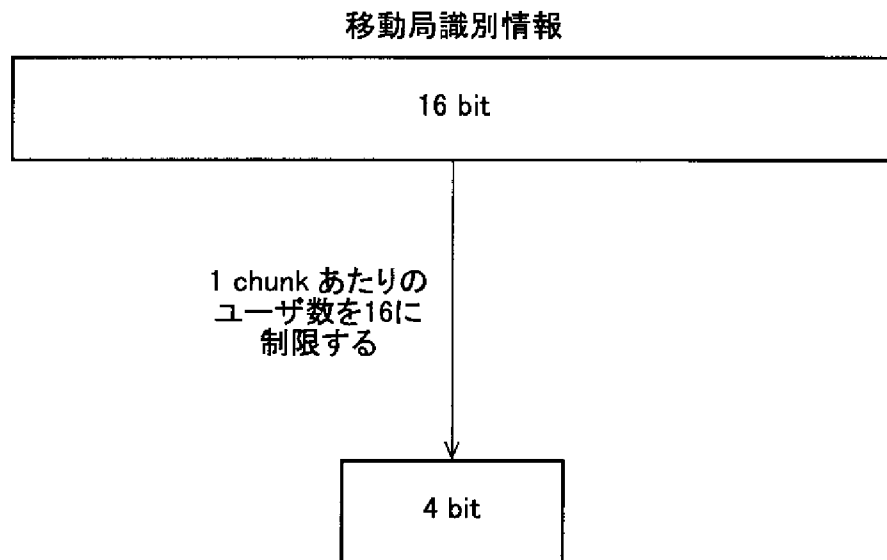 移動局識別情報
16 bit
1 chunk あたりの
ユーザ数を16に
制限する
4 bit